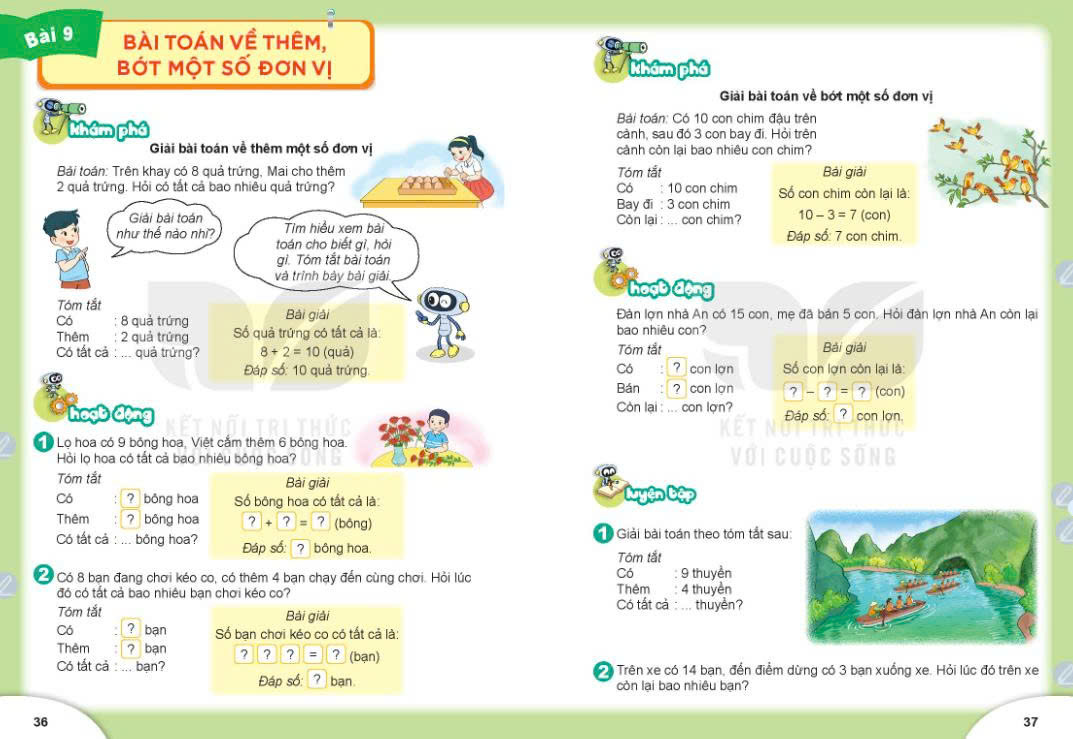 Bài 9
BÀI TOÁN VỀ THÊM,
BỚT MỘT SỐ ĐƠN VỊ
khám phá
Giải bài toán về thêm một số đơn vị
Bài toán: Trên khay có 8 quả trứng, Mai cho thêm
2 quả trứng. Hỏi có tất cả bao nhiêu quả trứng?
Giải bài toán
như thế nào nhỉ?
Tìm hiểu xem bài
toán cho biết gì, hỏi
gì. Tóm tắt bài toán
và trình bày bài giải.
Tóm tắt
Có : 8 quả trứng
Thêm : 2 quả trứng
Có tất cả : ... quả trứng?
Bài giải
Số quả trứng có tất cả là:
8 + 2 = 10 (quả)
Đáp số: 10 quả trứng.
hoạt động
1 Lọ hoa có 9 bông hoa, Việt cắm thêm 6 bông hoa.
Hỏi lọ hoa có tất cả bao nhiêu bông hoa?
Tóm tắt
Có : ? bông hoa
Thêm : ? bông hoa
Có tất cả : ... bông hoa?
Bài giải
Số bông hoa có tất cả là:
? + ? = ? (bông)
Đáp số: ? bông hoa.
2 Có 8 bạn đang chơi kéo co, có thêm 4 bạn chạy đến cùng chơi. Hỏi lúc
đó có tất cả bao nhiêu bạn chơi kéo co?
Tóm tắt
Có : ? bạn
Thêm : ? bạn
Có tất cả : ... bạn?
Bài giải
Số bạn chơi kéo co có tất cả là:
? ? ? = ? (bạn)
Đáp số: ? bạn.
KẾT NỐI TRI THỨC
VỚI CUỘC SỐNG
36
khám phá
Giải bài toán về bớt một số đơn vị
Bài toán: Có 10 con chim đậu trên
cành, sau đó 3 con bay đi. Hỏi trên
cành còn lại bao nhiêu con chim?
Tóm tắt
Có : 10 con chim
Bay đi : 3 con chim
Còn lại : ... con chim?
Bài giải
Số con chim còn lại là:
10 – 3 = 7 (con)
Đáp số: 7 con chim.
hoạt động
Đàn lợn nhà An có 15 con, mẹ đã bán 5 con. Hỏi đàn lợn nhà An còn lại
bao nhiêu con?
Tóm tắt
Có : ? con lợn
Bán : ? con lợn
Còn lại : ... con lợn?
Bài giải
Số con lợn còn lại là:
? – ? = ? (con)
Đáp số: ? con lợn.
KẾT NỐI TRI THỨC
VỚI CUỘC SỐNG
luyện tập
1 Giải bài toán theo tóm tắt sau:
Tóm tắt
Có : 9 thuyền
Thêm : 4 thuyền
Có tất cả : ... thuyền?
2 Trên xe có 14 bạn, đến điểm dừng có 3 bạn xuống xe. Hỏi lúc đó trên xe
còn lại bao nhiêu bạn?
37